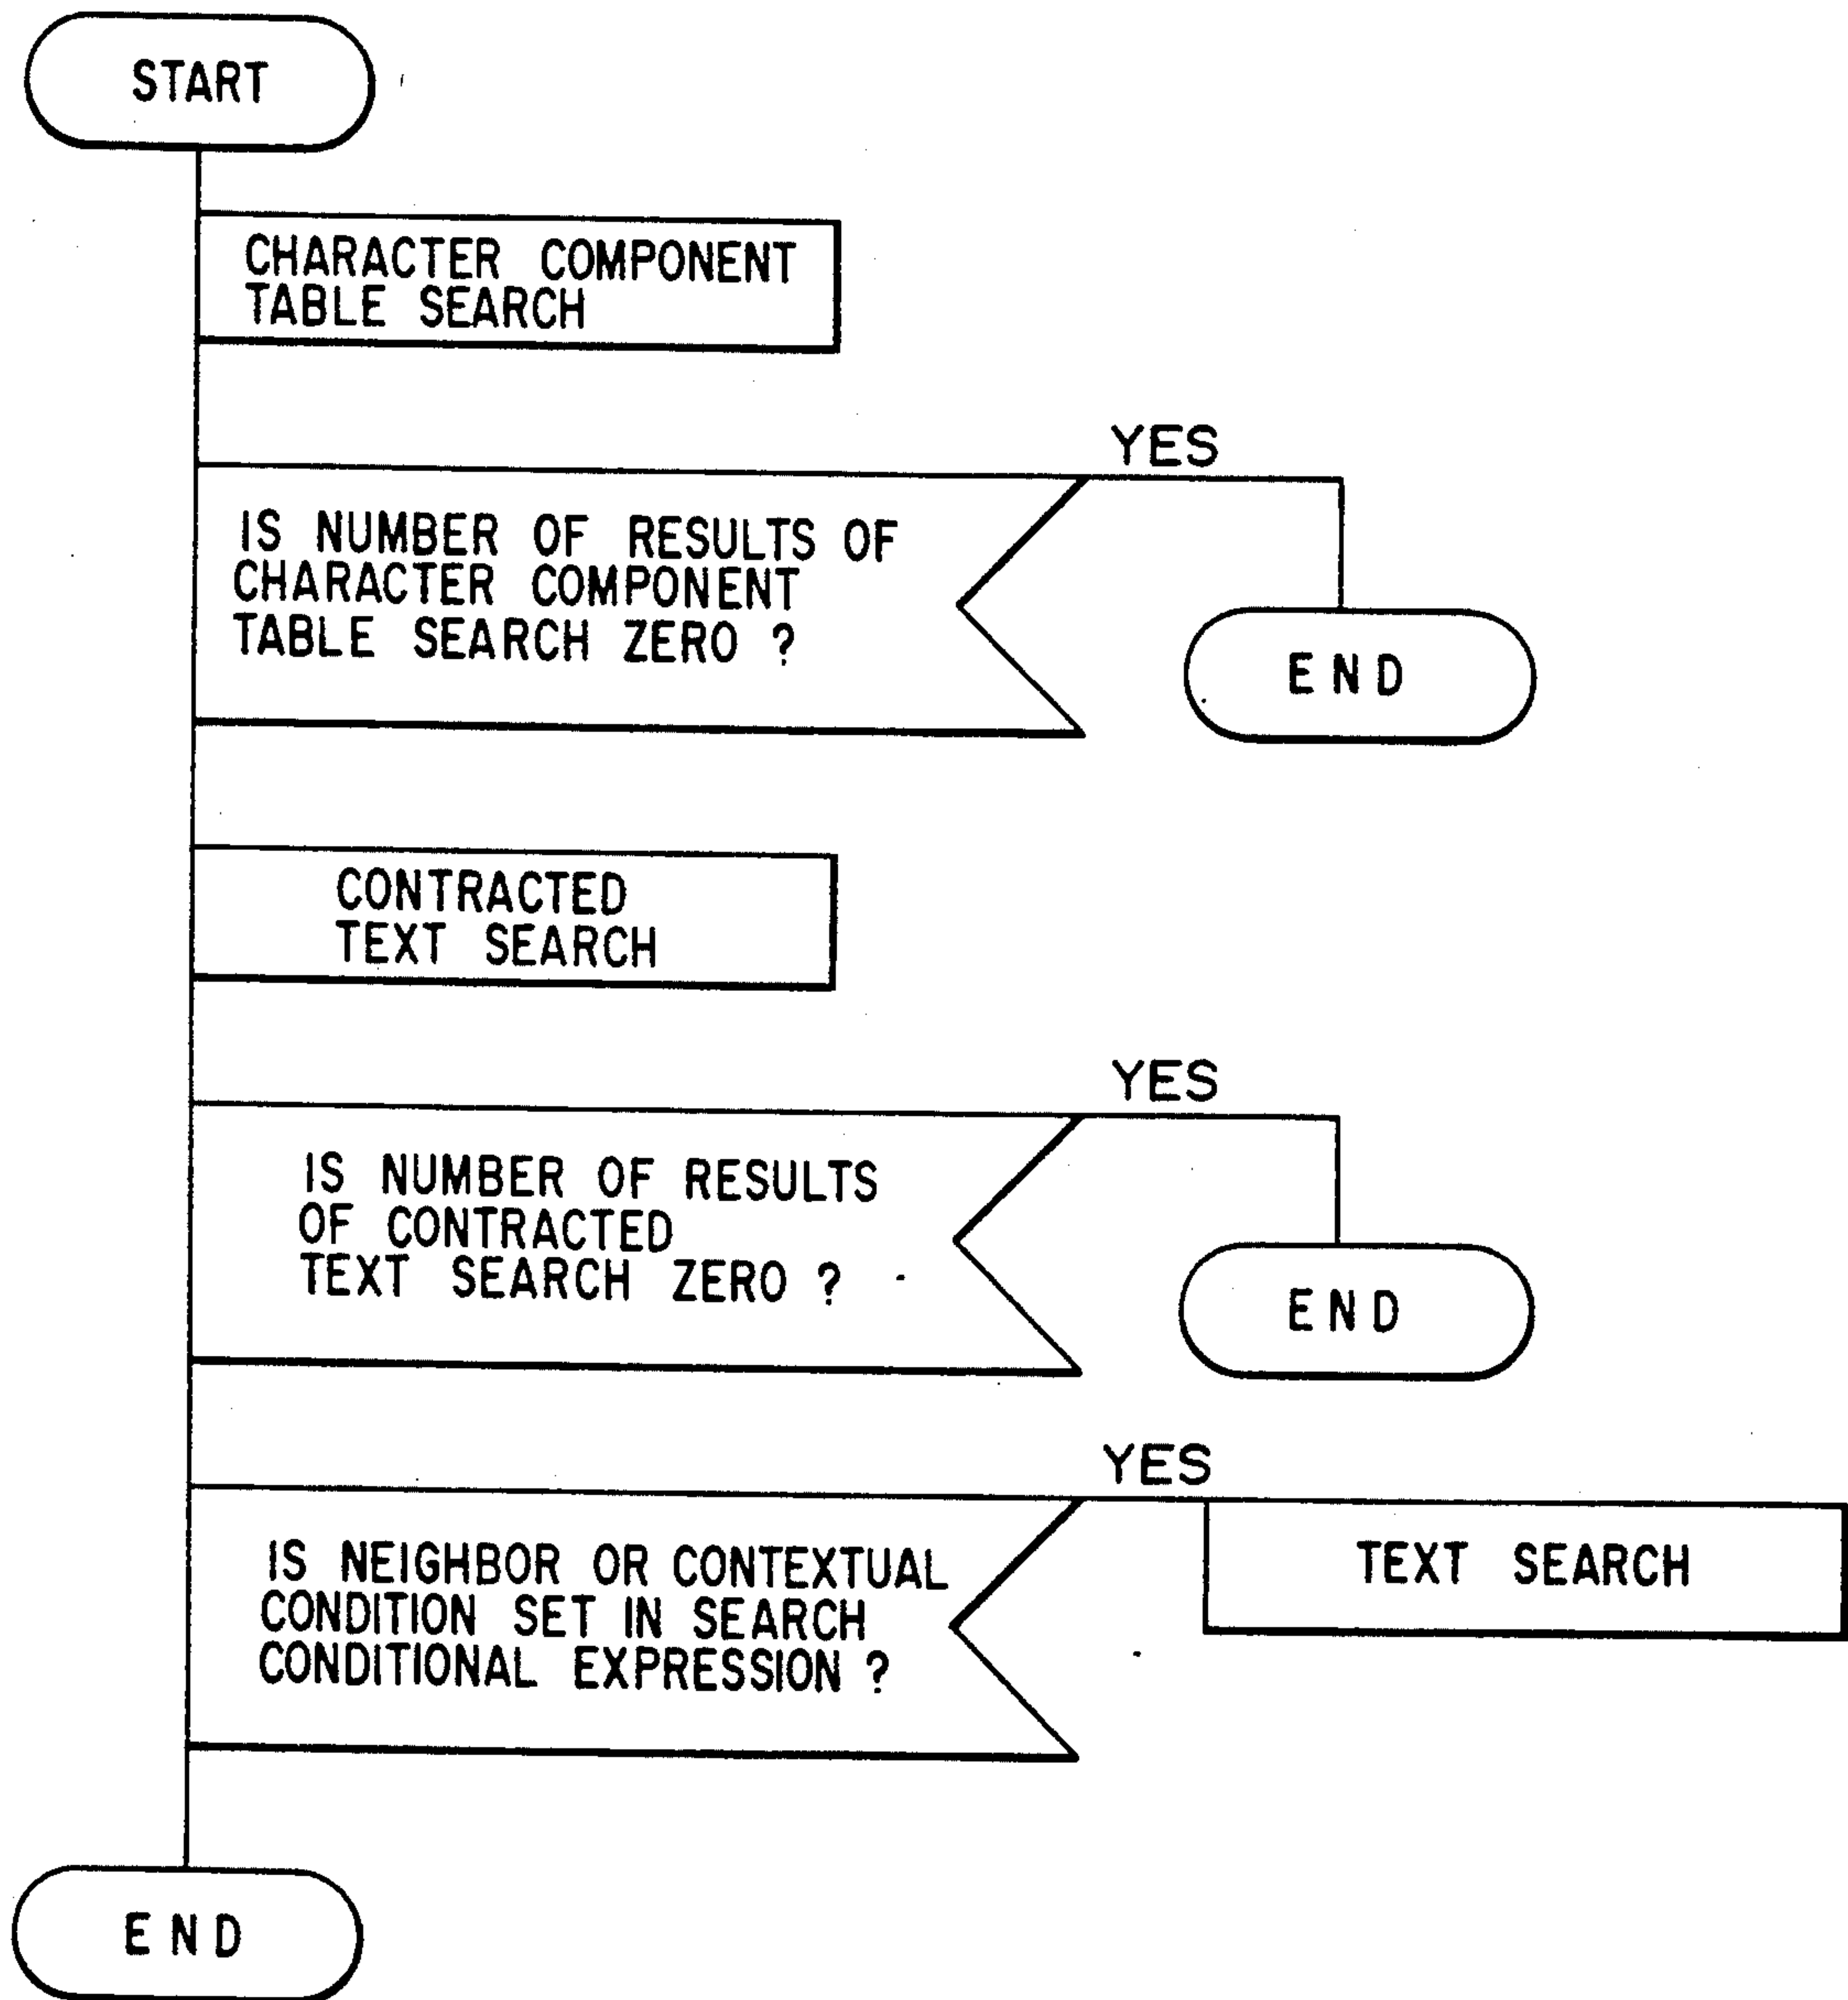 START
CHARACTER COMPONENT
TABLE SEARCH
YES
IS NUMBER OF RESULTS OF
CHARACTER COMPONENT
TABLE SEARCH ZERO ?
END
CONTRACTED
TEXT SEARCH
YES
IS NUMBER OF RESULTS
OF CONTRACTED
TEXT SEARCH ZERO ?
END
YES
IS NEIGHBOR OR CONTEXTUAL
CONDITION SET IN SEARCH
CONDITIONAL EXPRESSION ?
TEXT SEARCH
END